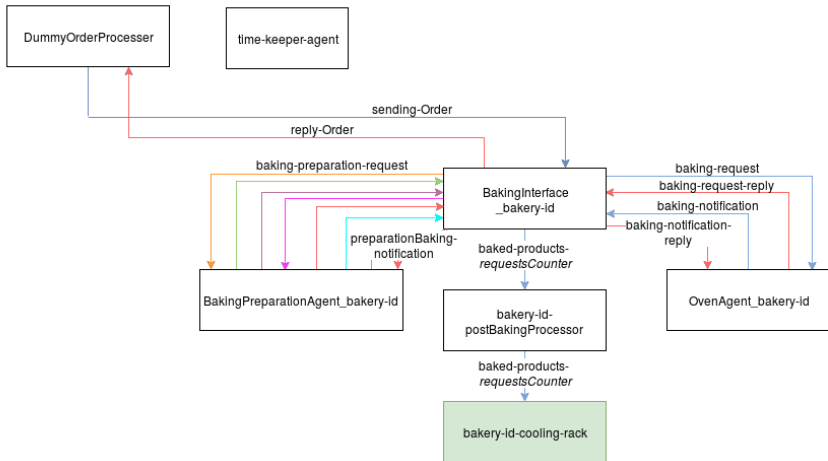 DummyOrderProcesser
time-keeper-agent
sending-Order
reply-Order
baking-preparation-request
BakingInterface
_bakery-id
baking-request
baking-request-reply
baking-notification
baking-notification-
reply
preparationBaking-
notification
baked-products-
requestsCounter
BakingPreparationAgent_bakery-id
bakery-id-
postBakingProcessor
OvenAgent_bakery-id
baked-products-
requestsCounter
bakery-id-cooling-rack